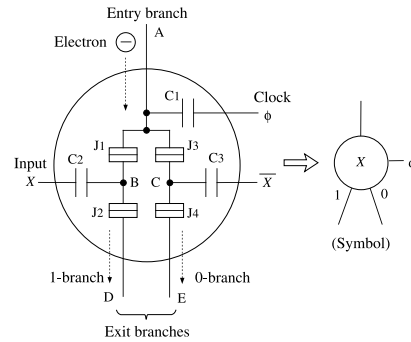 Entry branch
A
Electron
−
C1
Clock
ϕ
J1
J3
Input
X
C2
B
C
C3
X̅
J2
J4
1-branch
0-branch
D
E
Exit branches
X
1
0
(Symbol)